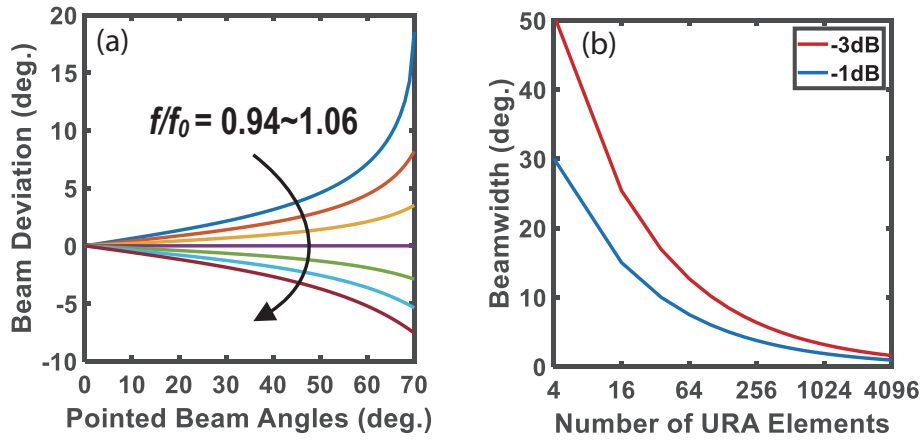 (a)
Beam Deviation (deg.)
20
15
10
5
0
-5
-10
f/f0 = 0.94~1.06
0 10 20 30 40 50 60 70
Pointed Beam Angles (deg.)
(b)
Beamwidth (deg.)
50
40
30
20
10
0
-3dB
-1dB
4 16 64 256 1024 4096
Number of URA Elements